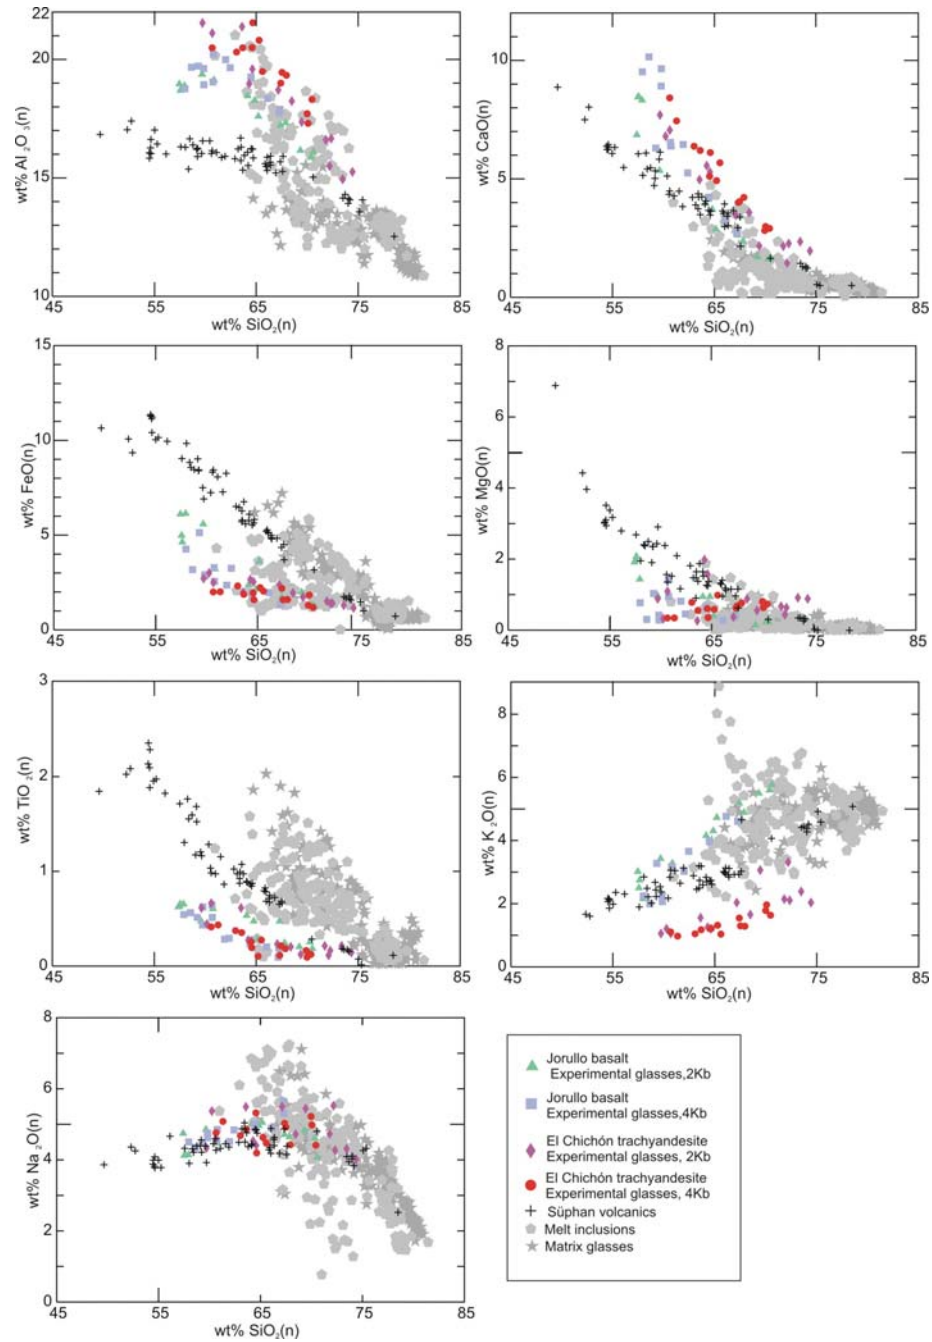 22
20
15
10
wt% Al₂O₃(n)
45 55 65 75 85
wt% SiO₂(n)
10
5
0
wt% CaO(n)
45 55 65 75 85
wt% SiO₂(n)
15
10
5
0
wt% FeO(n)
45 55 65 75 85
wt% SiO₂(n)
8
6
4
2
0
wt% MgO(n)
45 55 65 75 85
wt% SiO₂(n)
3
2
1
0
wt% TiO₂(n)
45 55 65 75 85
wt% SiO₂(n)
8
6
4
2
0
wt% K₂O(n)
45 55 65 75 85
wt% SiO₂(n)
8
6
4
2
0
wt% Na₂O(n)
45 55 65 75 85
wt% SiO₂(n)
Jorullo basalt
Experimental glasses,2Kb
Jorullo basalt
Experimental glasses,4Kb
El Chichón trachyandesite
Experimental glasses, 2Kb
El Chichón trachyandesite
Experimental glasses, 4Kb
Süphan volcanics
Melt inclusions
Matrix glasses